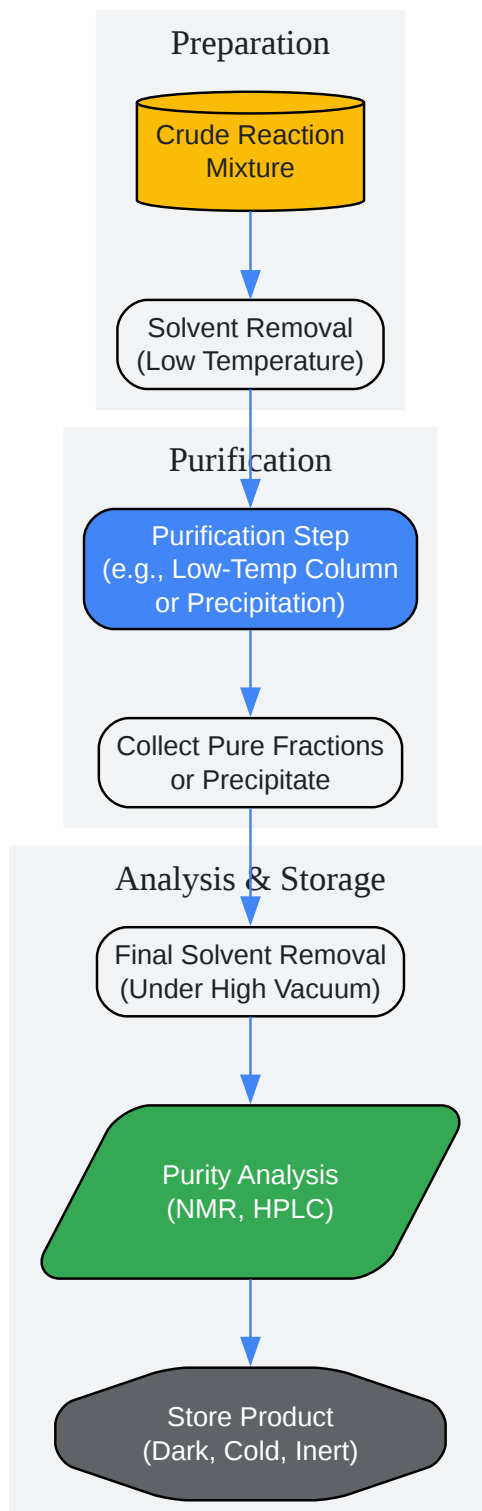 Preparation
Crude Reaction
Mixture
Solvent Removal
(Low Temperature)
Purification
Purification Step
(e.g., Low-Temp Column
or Precipitation)
Collect Pure Fractions
or Precipitate
Analysis & Storage
Final Solvent Removal
(Under High Vacuum)
Purity Analysis
(NMR, HPLC)
Store Product
(Dark, Cold, Inert)